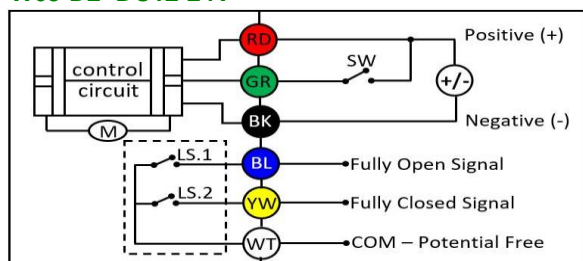 RD
Positive (+)
control
circuit
SW
GR
+/-
M
BK
Negative (-)
LS.1
BL
Fully Open Signal
LS.2
YW
Fully Closed Signal
WT
COM – Potential Free